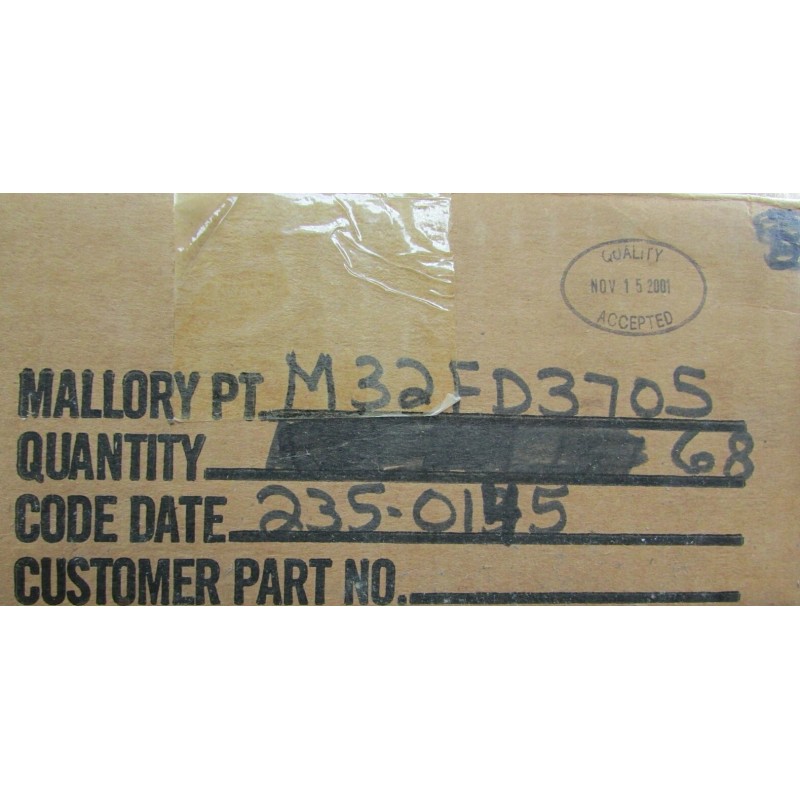 QUALITY
NOV 15 2001
ACCEPTED
MALLORY PT. M32FD3705
QUANTITY 68
CODE DATE 235-0145
CUSTOMER PART NO.